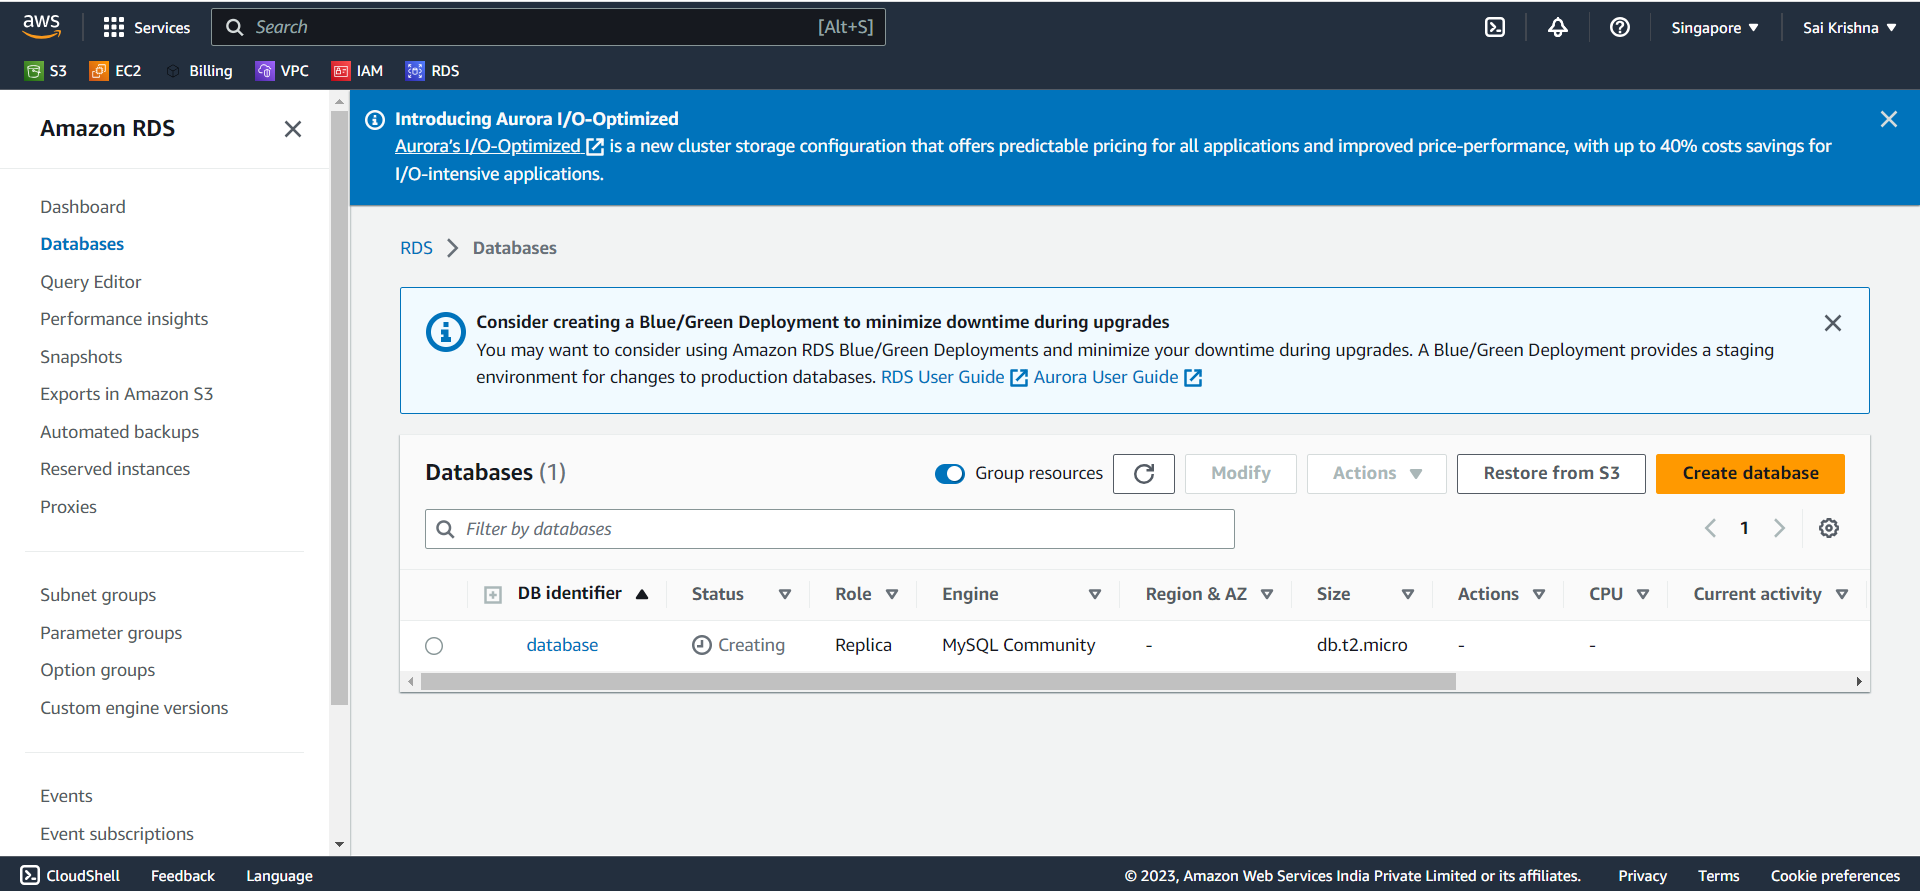 aws Services Search [Alt+S] Singapore Sai Krishna
S3 EC2 Billing VPC IAM RDS
Amazon RDS
Dashboard
Databases
Query Editor
Performance insights
Snapshots
Exports in Amazon S3
Automated backups
Reserved instances
Proxies
Subnet groups
Parameter groups
Option groups
Custom engine versions
Events
Event subscriptions
Introducing Aurora I/O-Optimized
Aurora's I/O-Optimized is a new cluster storage configuration that offers predictable pricing for all applications and improved price-performance, with up to 40% costs savings for
I/O-intensive applications.
RDS Databases
Consider creating a Blue/Green Deployment to minimize downtime during upgrades
You may want to consider using Amazon RDS Blue/Green Deployments and minimize your downtime during upgrades. A Blue/Green Deployment provides a staging
environment for changes to production databases. RDS User Guide Aurora User Guide
Databases (1) Group resources Modify Actions Restore from S3 Create database
Filter by databases 1
DB identifier Status Role Engine Region & AZ Size Actions CPU Current activity
database Creating Replica MySQL Community - db.t2.micro - -
CloudShell Feedback Language © 2023, Amazon Web Services India Private Limited or its affiliates. Privacy Terms Cookie preferences